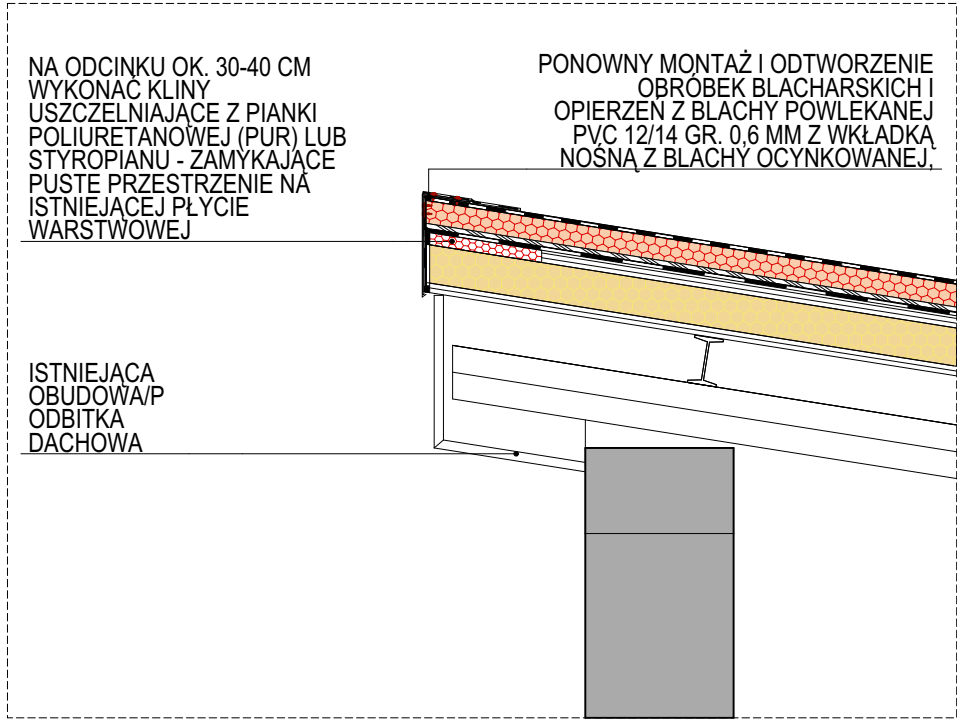 NA ODCINKU OK. 30-40 CM
WYKONAĆ KLINY
USZCZELNIAJĄCE Z PIANKI
POLIURETANOWEJ (PUR) LUB
STYROPIANU - ZAMYKAJĄCE
PUSTE PRZESTRZENIE NA
ISTNIEJĄCEJ PŁYCIE
WARSTWOWEJ
PONOWNY MONTAŻ I ODTWORZENIE
OBRÓBEK BLACHARSKICH I
OPIERZEŃ Z BLACHY POWLEKANEJ
PVC 12/14 GR. 0,6 MM Z WKŁADKĄ
NOŚNĄ Z BLACHY OCYNKOWANEJ,
ISTNIEJĄCA
OBUDOWA/P
ODBITKA
DACHOWA